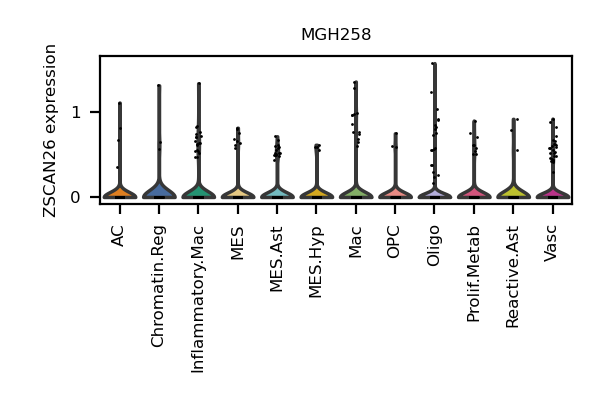 MGH258
ZSCAN26 expression
1
0
AC
Chromatin.Reg
Inflammatory.Mac
MES
MES.Ast
MES.Hyp
Mac
OPC
Oligo
Prolif.Metab
Reactive.Ast
Vasc